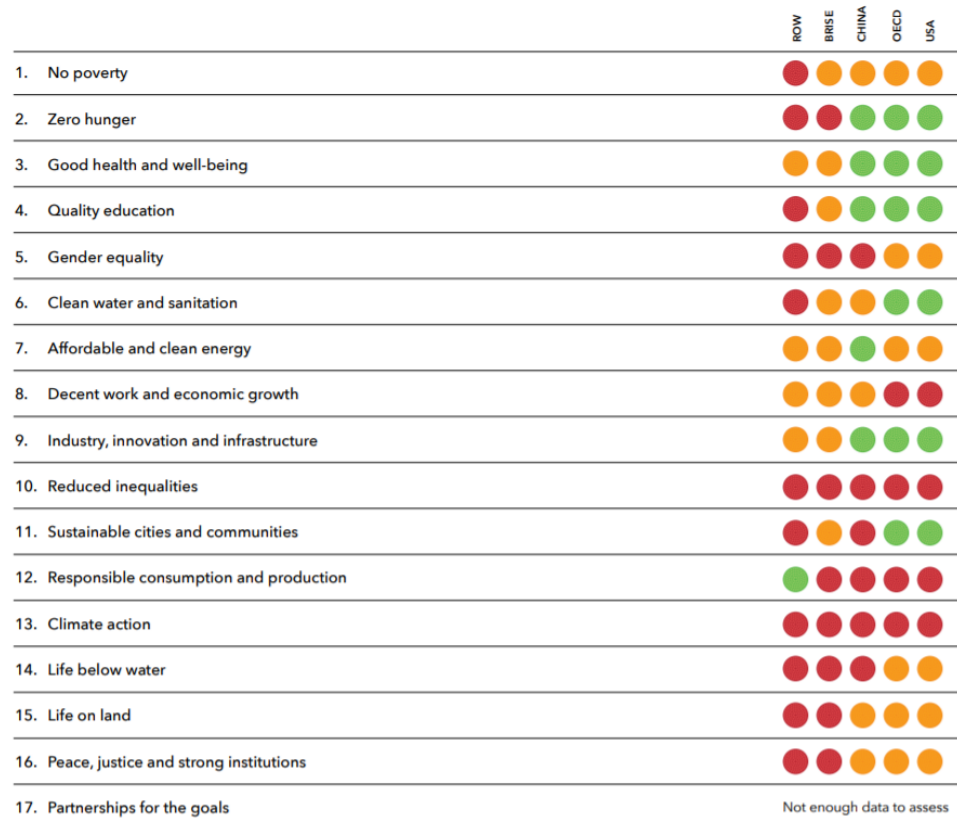 ROW BRISE CHINA OECD USA
1. No poverty
2. Zero hunger
3. Good health and well-being
4. Quality education
5. Gender equality
6. Clean water and sanitation
7. Affordable and clean energy
8. Decent work and economic growth
9. Industry, innovation and infrastructure
10. Reduced inequalities
11. Sustainable cities and communities
12. Responsible consumption and production
13. Climate action
14. Life below water
15. Life on land
16. Peace, justice and strong institutions
17. Partnerships for the goals Not enough data to assess